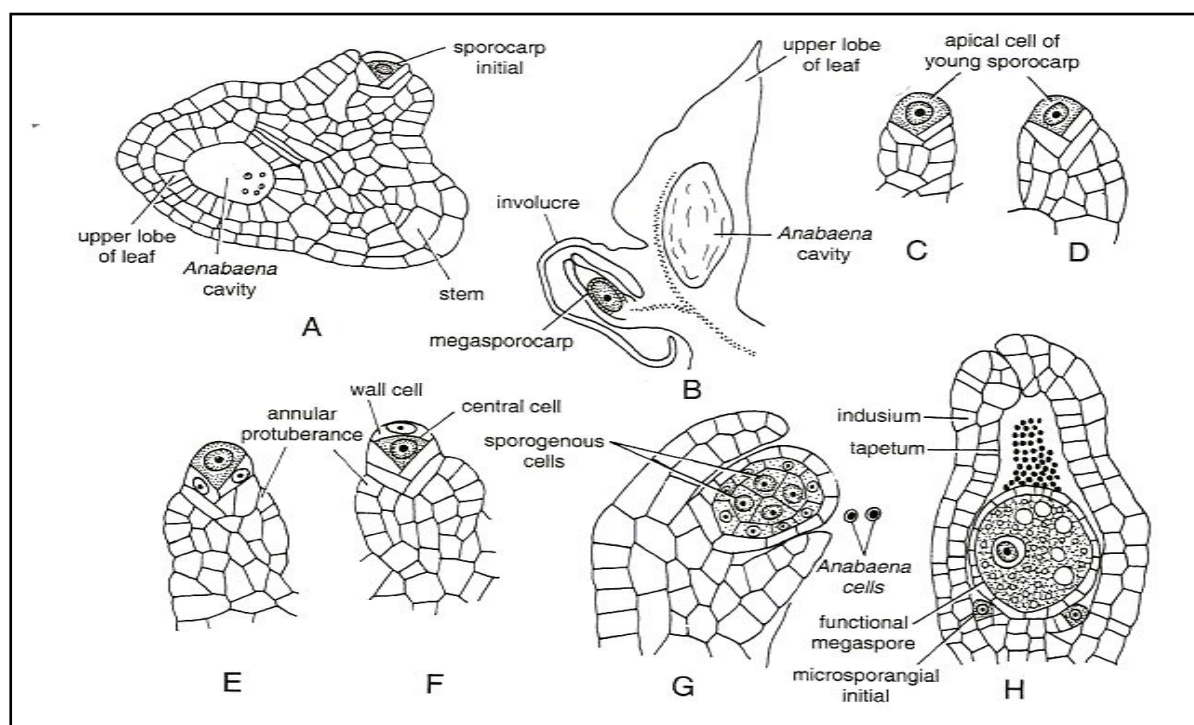 sporocarp
initial
upper lobe
of leaf
Anabaena
cavity
stem
A
upper lobe
of leaf
involucre
Anabaena
cavity
megasporocarp
B
apical cell of
young sporocarp
C
D
annular
protuberance
E
wall cell
central cell
F
sporogenous
cells
Anabaena
cells
G
indusium
tapetum
functional
megaspore
microsporangial
initial
H